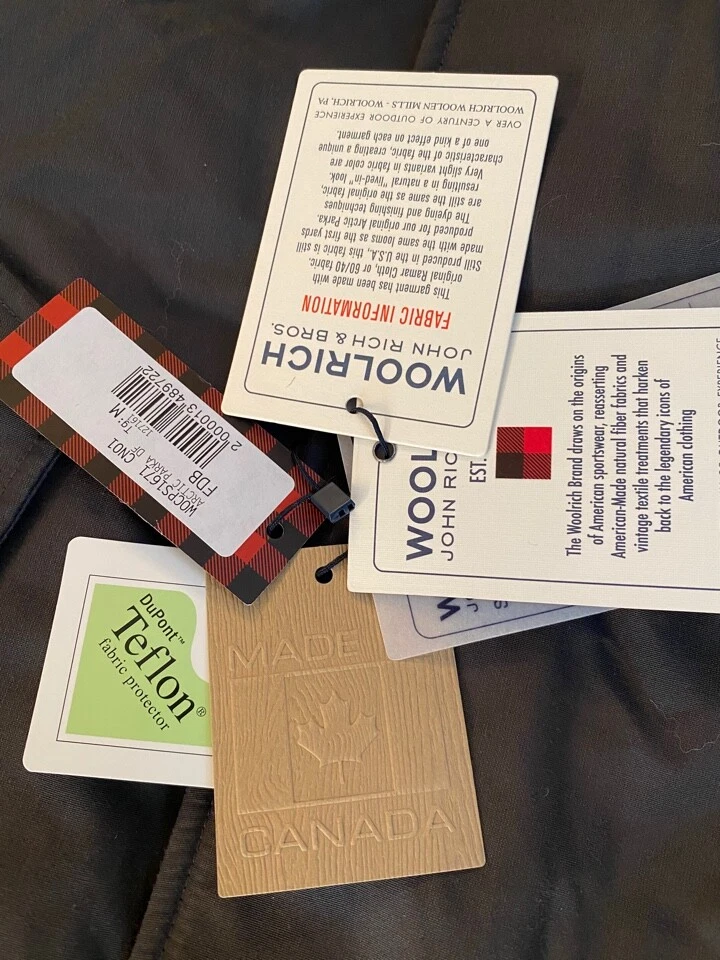 WOOLRICH
JOHN RICH & BROS.
FABRIC INFORMATION
This garment has been made with
original Ramar Cloth, or 60/40 fabric.
Still produced in the U.S.A., this fabric is still
made with the same looms as the first yards
produced for our original Arctic Parka.
The dyeing and finishing techniques
are still the same as the original fabric,
resulting in a natural "lived-in" look.
Very slight variants in fabric color are
characteristic of the fabric, creating a unique
one of a kind effect on each garment.
OVER A CENTURY OF OUTDOOR EXPERIENCE
WOOLRICH WOOLEN MILLS - WOOLRICH, PA
WOCPS1671 CN01
ARCTIC PARKA DF
FDB
Tg: M
12716
2000013489722
WOOL
JOHN RIC
EST.
The Woolrich Brand draws on the origins
of American sportswear, reasserting
American-Made natural fiber fabrics and
vintage textile treatments that harken
back to the legendary icons of
American clothing
DuPont™
Teflon®
fabric protector
MADE
CANADA